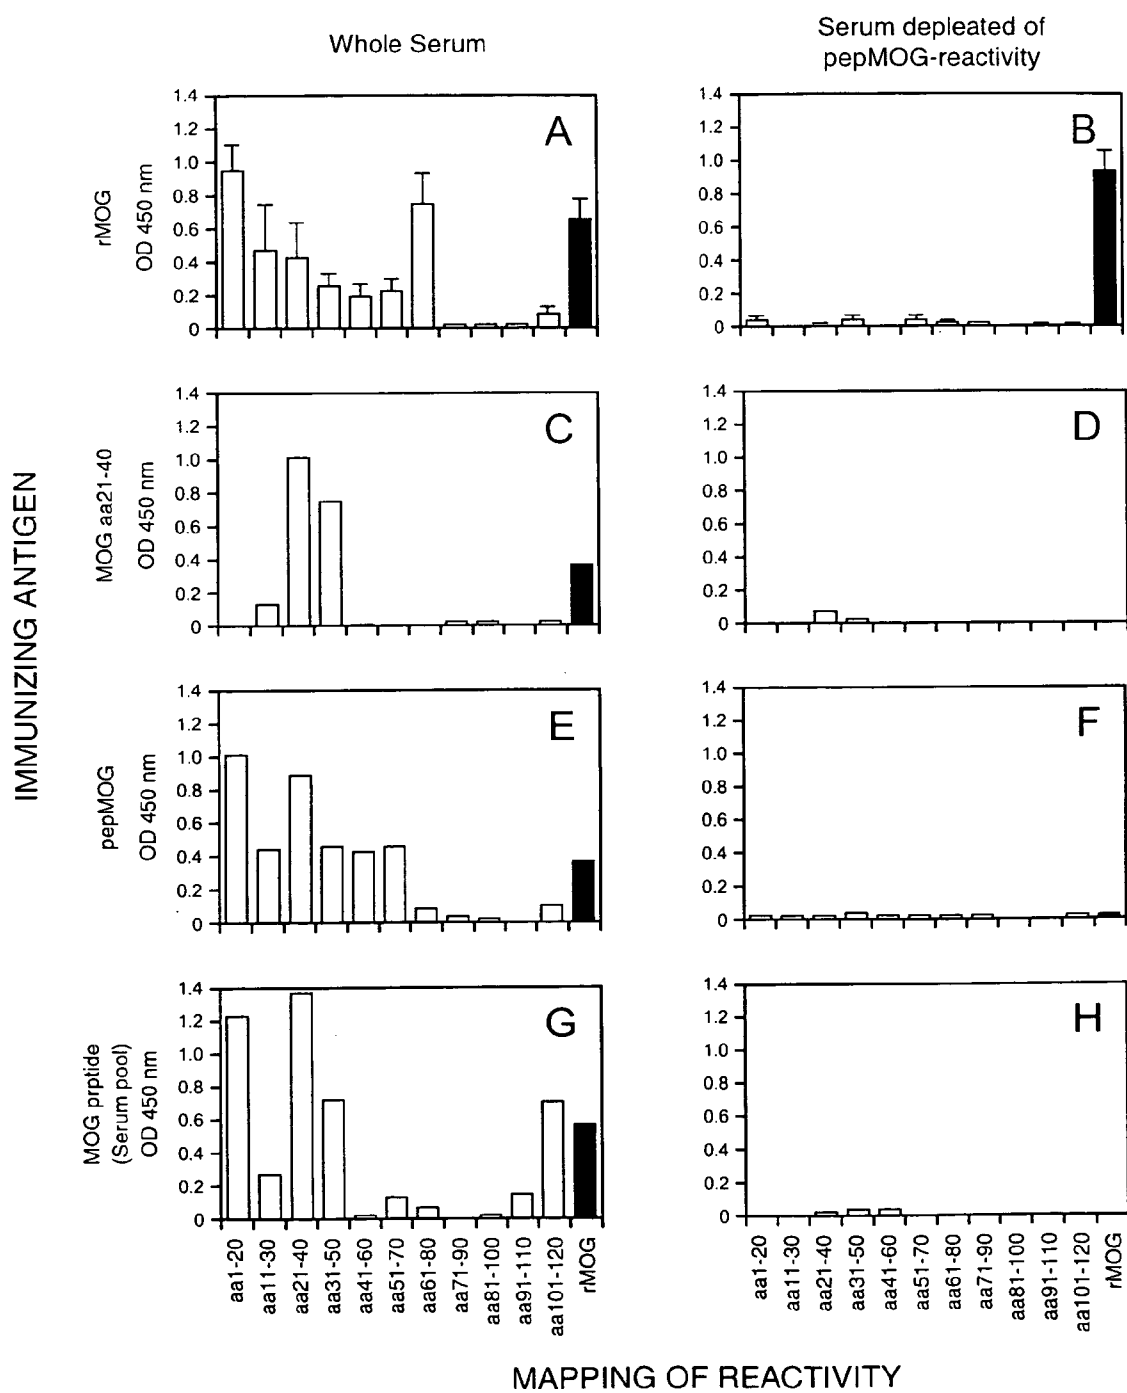 Whole Serum
Serum depleated of
pepMOG-reactivity
IMMUNIZING ANTIGEN
rMOG
OD 450 nm
1.4
1.2
1.0
0.8
0.6
0.4
0.2
0
A
1.4
1.2
1.0
0.8
0.6
0.4
0.2
0
B
MOG aa21-40
OD 450 nm
1.4
1.2
1.0
0.8
0.6
0.4
0.2
0
C
1.4
1.2
1.0
0.8
0.6
0.4
0.2
0
D
pepMOG
OD 450 nm
1.4
1.2
1.0
0.8
0.6
0.4
0.2
0
E
1.4
1.2
1.0
0.8
0.6
0.4
0.2
0
F
MOG prptide
(Serum pool)
OD 450 nm
1.4
1.2
1.0
0.8
0.6
0.4
0.2
0
G
1.4
1.2
1.0
0.8
0.6
0.4
0.2
0
H
aa1-20
aa11-30
aa21-40
aa31-50
aa41-60
aa51-70
aa61-80
aa71-90
aa81-100
aa91-110
aa101-120
rMOG
aa1-20
aa11-30
aa21-40
aa31-50
aa41-60
aa51-70
aa61-80
aa71-90
aa81-100
aa91-110
aa101-120
rMOG
MAPPING OF REACTIVITY